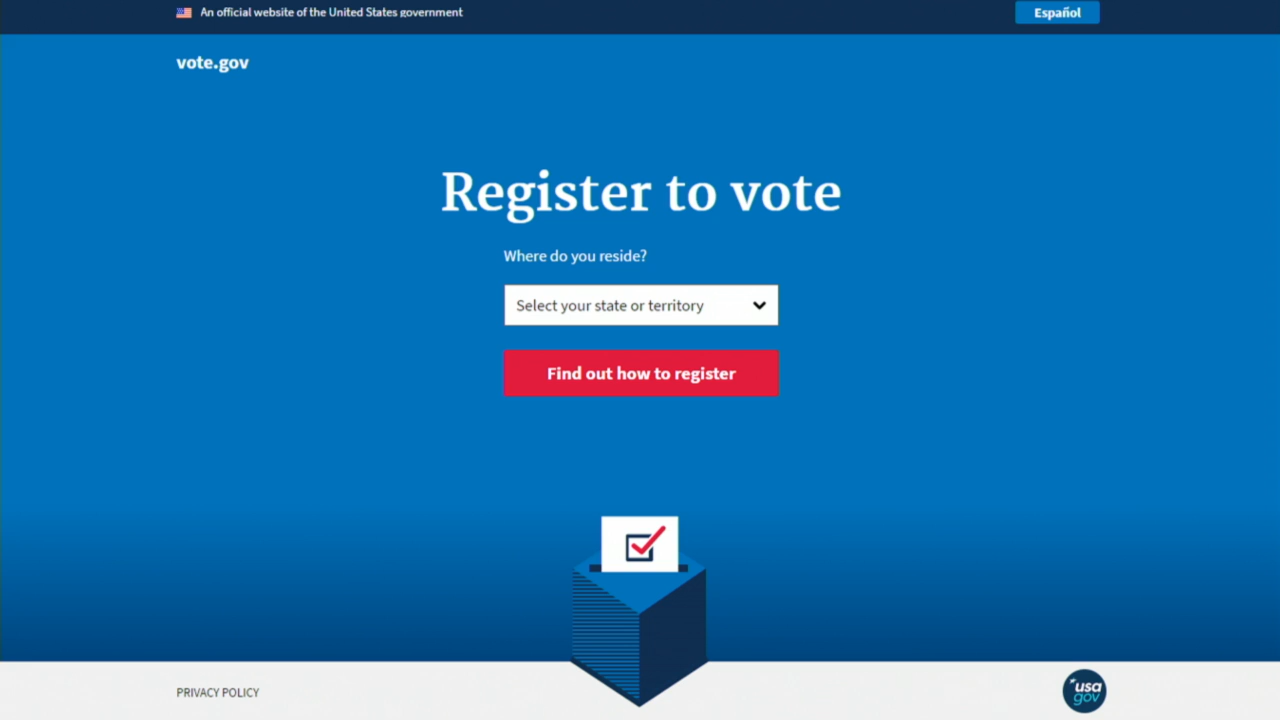 An official website of the United States government
Español
vote.gov
Register to vote
Where do you reside?
Select your state or territory
Find out how to register
PRIVACY POLICY
usa
gov